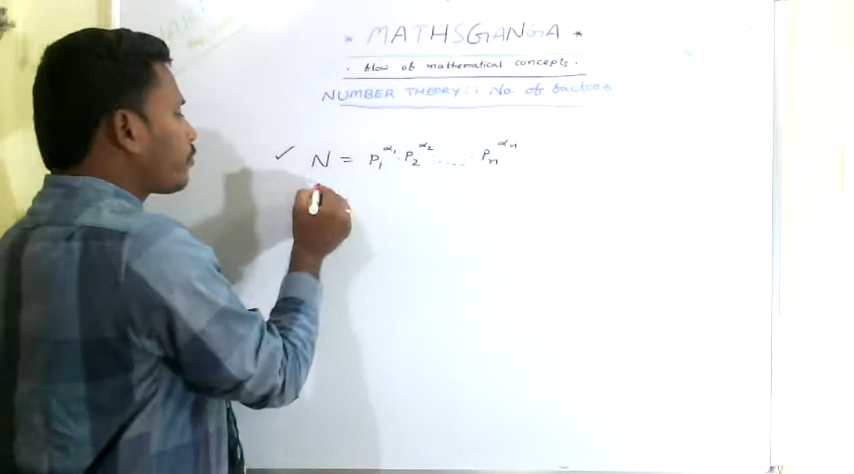 * MATHSGANGA *
. flow of mathematical concepts.
NUMBER THEORY :: No. of factors
✓ N = P₁^α₁ . P₂^α₂ ..... . Pₙ^αₙ